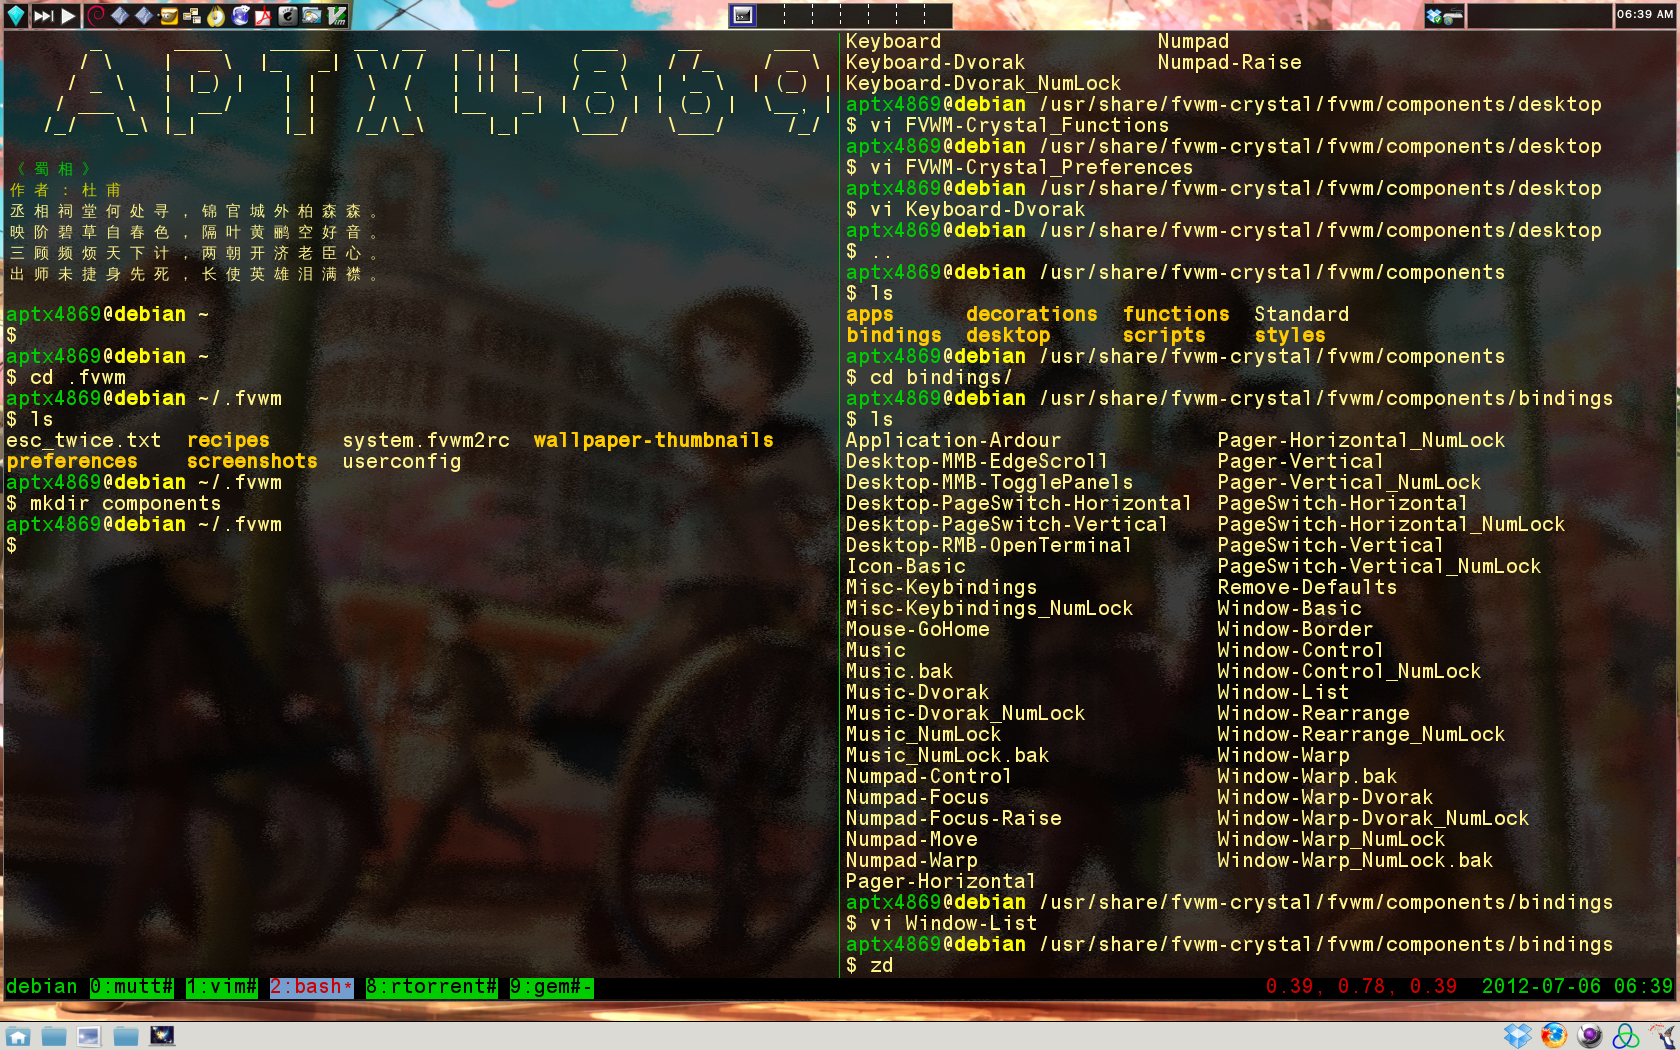 06:39 AM
《蜀相》
作者：杜甫
丞相祠堂何处寻，锦官城外柏森森。
映阶碧草自春色，隔叶黄鹂空好音。
三顾频烦天下计，两朝开济老臣心。
出师未捷身先死，长使英雄泪满襟。
aptx4869@debian ~
$
aptx4869@debian ~
$ cd .fvwm
aptx4869@debian ~/.fvwm
$ ls
esc_twice.txt recipes system.fvwm2rc wallpaper-thumbnails
preferences screenshots userconfig
aptx4869@debian ~/.fvwm
$ mkdir components
aptx4869@debian ~/.fvwm
$
Keyboard Numpad
Keyboard-Dvorak Numpad-Raise
Keyboard-Dvorak_NumLock
aptx4869@debian /usr/share/fvwm-crystal/fvwm/components/desktop
$ vi FVWM-Crystal_Functions
aptx4869@debian /usr/share/fvwm-crystal/fvwm/components/desktop
$ vi FVWM-Crystal_Preferences
aptx4869@debian /usr/share/fvwm-crystal/fvwm/components/desktop
$ vi Keyboard-Dvorak
aptx4869@debian /usr/share/fvwm-crystal/fvwm/components/desktop
$ ..
aptx4869@debian /usr/share/fvwm-crystal/fvwm/components
$ ls
apps decorations functions Standard
bindings desktop scripts styles
aptx4869@debian /usr/share/fvwm-crystal/fvwm/components
$ cd bindings/
aptx4869@debian /usr/share/fvwm-crystal/fvwm/components/bindings
$ ls
Application-Ardour Pager-Horizontal_NumLock
Desktop-MMB-EdgeScroll Pager-Vertical
Desktop-MMB-TogglePanels Pager-Vertical_NumLock
Desktop-PageSwitch-Horizontal PageSwitch-Horizontal
Desktop-PageSwitch-Vertical PageSwitch-Horizontal_NumLock
Desktop-RMB-OpenTerminal PageSwitch-Vertical
Icon-Basic PageSwitch-Vertical_NumLock
Misc-Keybindings Remove-Defaults
Misc-Keybindings_NumLock Window-Basic
Mouse-GoHome Window-Border
Music Window-Control
Music.bak Window-Control_NumLock
Music-Dvorak Window-List
Music-Dvorak_NumLock Window-Rearrange
Music_NumLock Window-Rearrange_NumLock
Music_NumLock.bak Window-Warp
Numpad-Control Window-Warp.bak
Numpad-Focus Window-Warp-Dvorak
Numpad-Focus-Raise Window-Warp-Dvorak_NumLock
Numpad-Move Window-Warp_NumLock
Numpad-Warp Window-Warp_NumLock.bak
Pager-Horizontal
aptx4869@debian /usr/share/fvwm-crystal/fvwm/components/bindings
$ vi Window-List
aptx4869@debian /usr/share/fvwm-crystal/fvwm/components/bindings
$ zd
debian 0:mutt# 1:vim# 2:bash* 8:rtorrent# 9:gem#- 0.39, 0.78, 0.39 2012-07-06 06:39